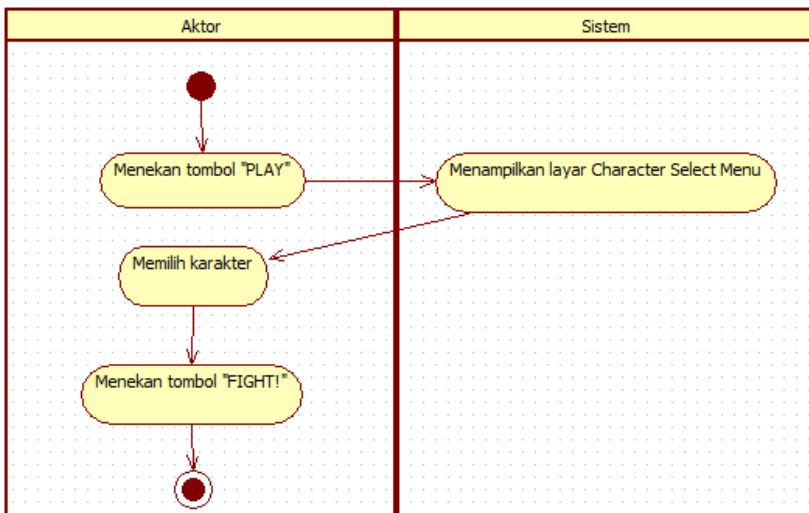 Aktor
Sistem
Menekan tombol "PLAY"
Menampilkan layar Character Select Menu
Memilih karakter
Menekan tombol "FIGHT!"